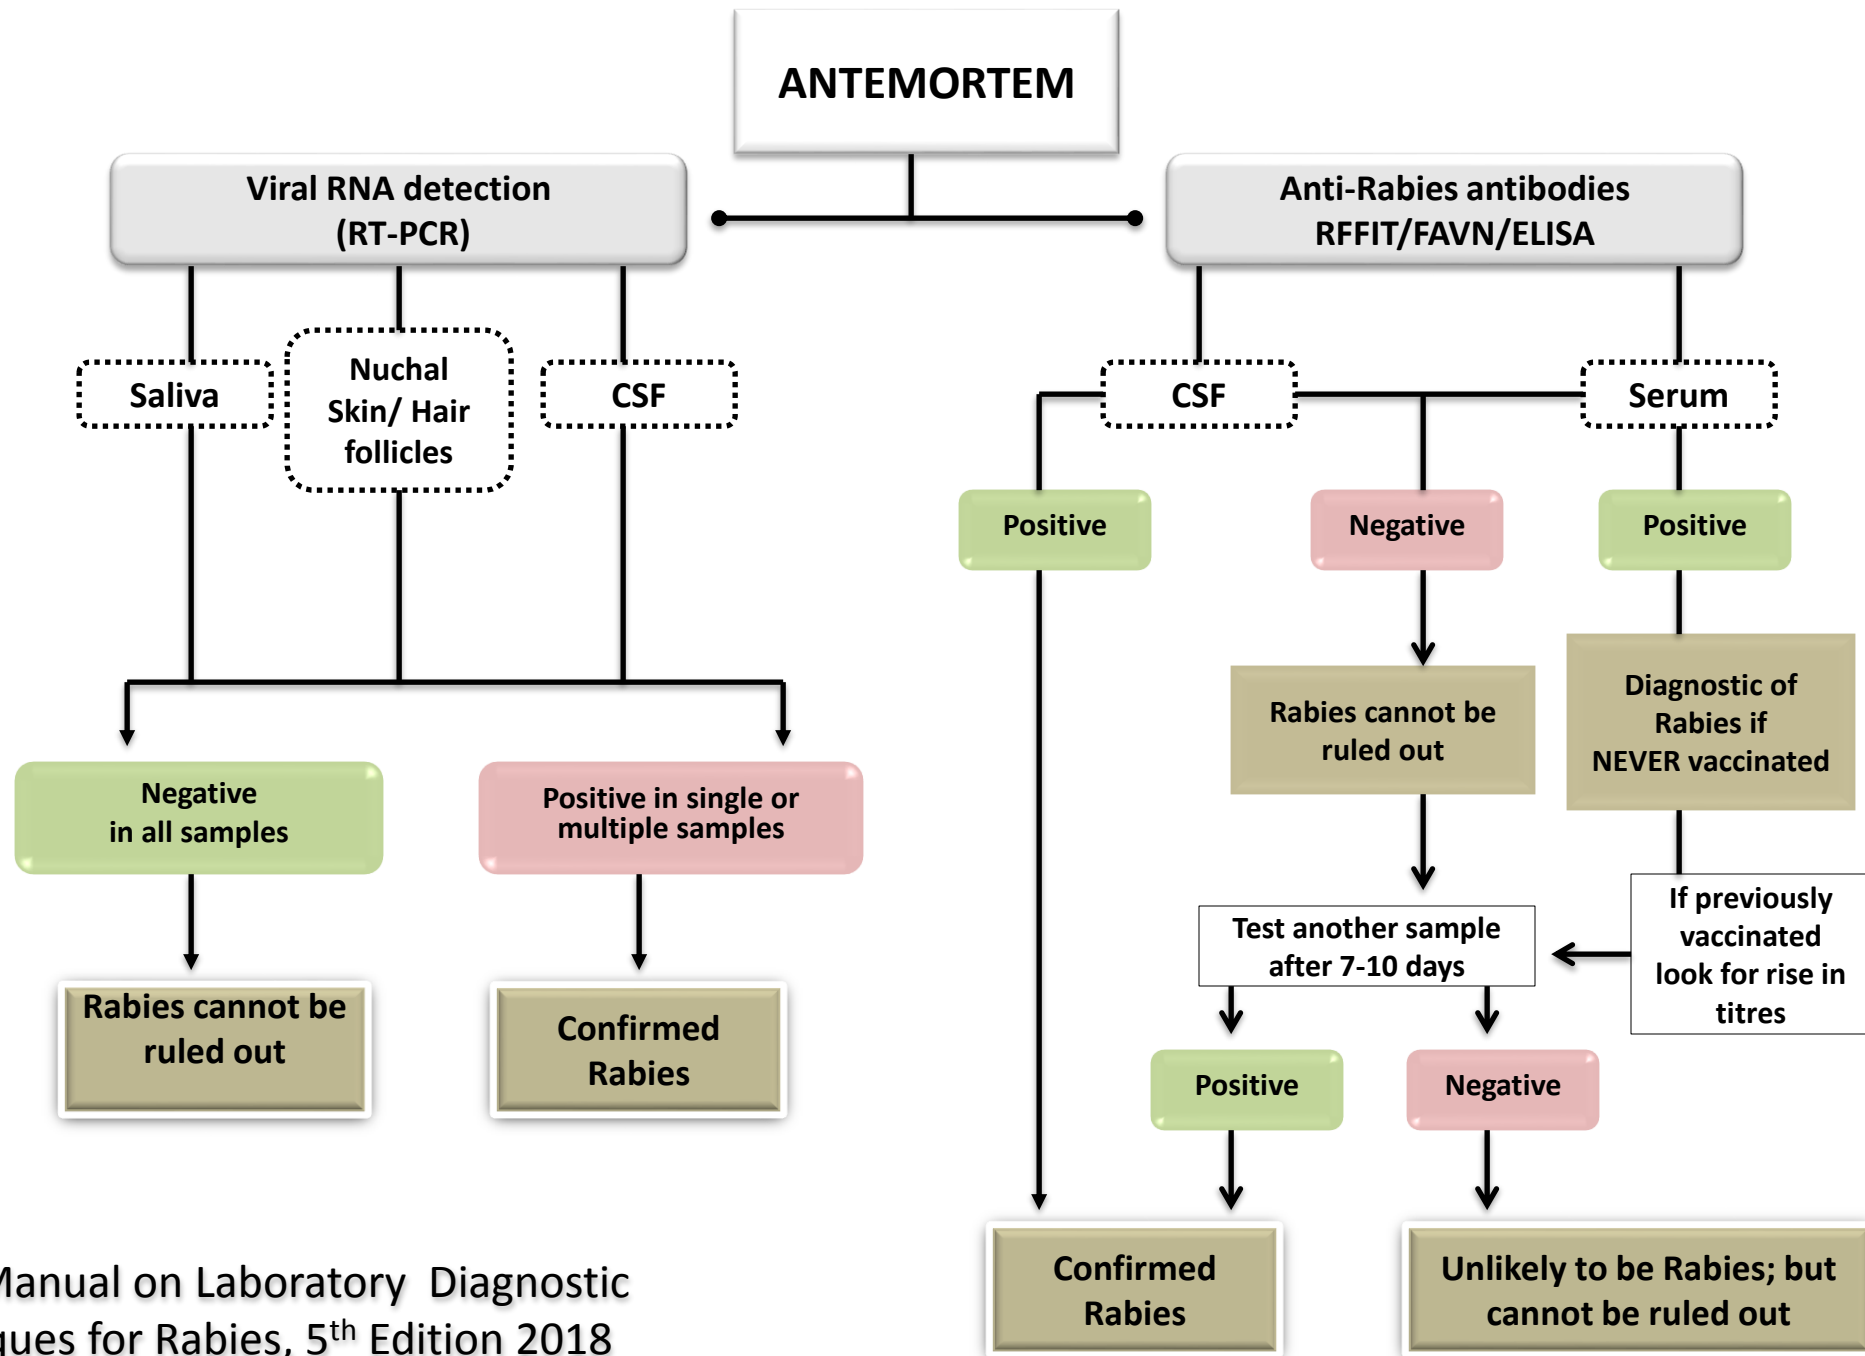 ANTEMORTEM
Viral RNA detection
(RT-PCR)
Anti-Rabies antibodies
RFFIT/FAVN/ELISA
Saliva
Nuchal
Skin/ Hair
follicles
CSF
CSF
Serum
Positive
Negative
Positive
Rabies cannot be
ruled out
Diagnostic of
Rabies if
NEVER vaccinated
Negative
in all samples
Positive in single or
multiple samples
Test another sample
after 7-10 days
If previously
vaccinated
look for rise in
titres
Rabies cannot be
ruled out
Confirmed
Rabies
Positive
Negative
Confirmed
Rabies
Unlikely to be Rabies; but
cannot be ruled out
Manual on Laboratory Diagnostic
ques for Rabies, 5th Edition 2018